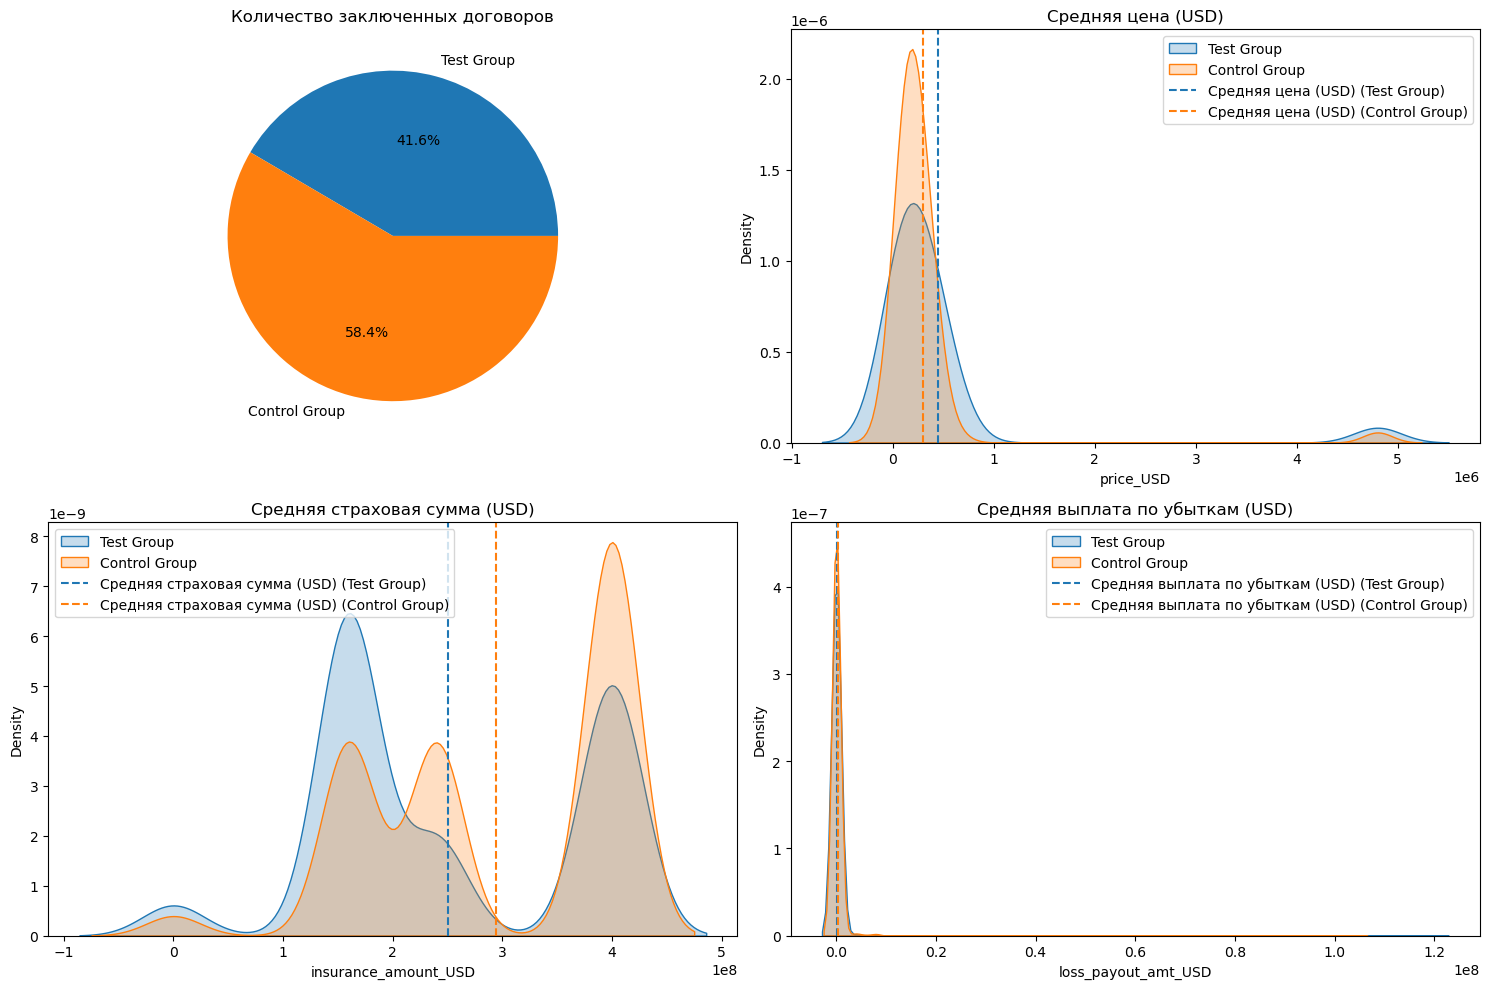 Количество заключенных договоров
Test Group
41.6%
58.4%
Control Group
Средняя цена (USD)
1e−6
Test Group
Control Group
Средняя цена (USD) (Test Group)
Средняя цена (USD) (Control Group)
2.0
1.5
1.0
0.5
0.0
Density
−1
0
1
2
3
4
5
1e6
price_USD
Средняя страховая сумма (USD)
1e−9
Test Group
Control Group
Средняя страховая сумма (USD) (Test Group)
Средняя страховая сумма (USD) (Control Group)
8
7
6
5
4
3
2
1
0
Density
−1
0
1
2
3
4
5
1e8
insurance_amount_USD
Средняя выплата по убыткам (USD)
1e−7
Test Group
Control Group
Средняя выплата по убыткам (USD) (Test Group)
Средняя выплата по убыткам (USD) (Control Group)
4
3
2
1
0
Density
0.0
0.2
0.4
0.6
0.8
1.0
1.2
1e8
loss_payout_amt_USD